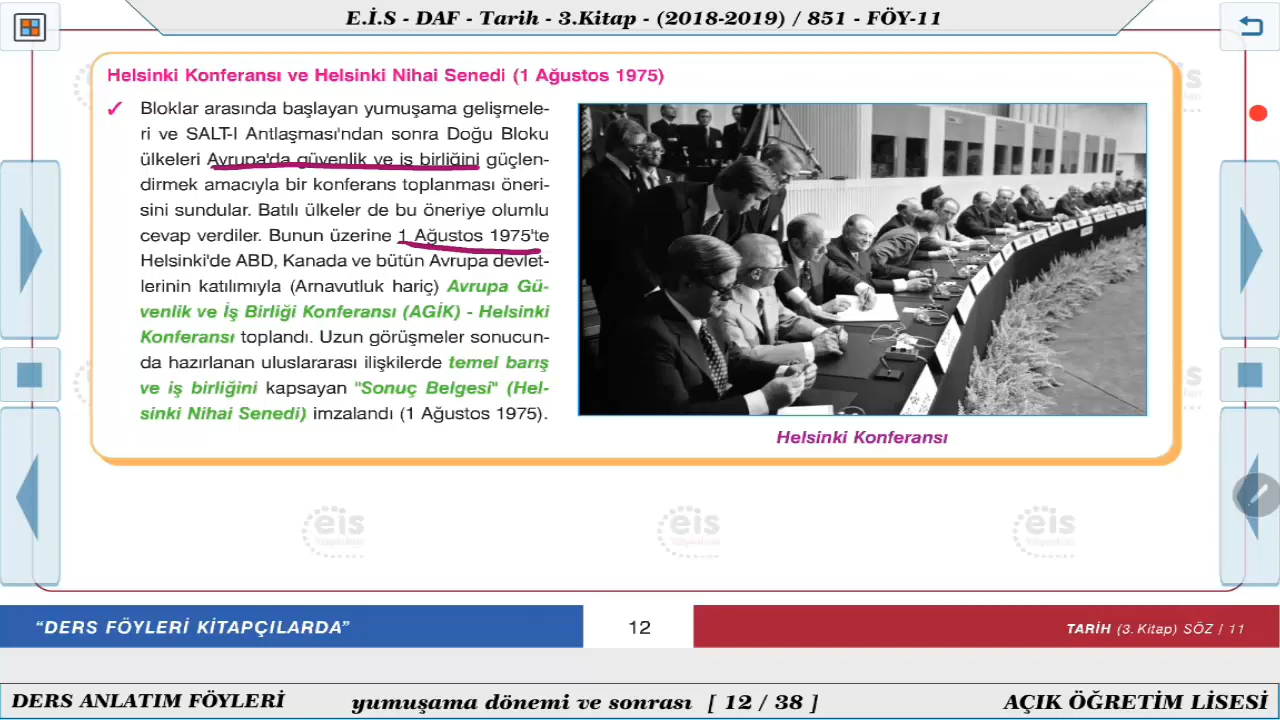 E.İ.S - DAF - Tarih - 3.Kitap - (2018-2019) / 851 - FÖY-11
Helsinki Konferansı ve Helsinki Nihai Senedi (1 Ağustos 1975)
✓ Bloklar arasında başlayan yumuşama gelişmele-
ri ve SALT-I Antlaşması'ndan sonra Doğu Bloku
ülkeleri Avrupa'da güvenlik ve iş birliğini güçlen-
dirmek amacıyla bir konferans toplanması öneri-
sini sundular. Batılı ülkeler de bu öneriye olumlu
cevap verdiler. Bunun üzerine 1 Ağustos 1975'te
Helsinki'de ABD, Kanada ve bütün Avrupa devlet-
lerinin katılımıyla (Arnavutluk hariç) Avrupa Gü-
venlik ve İş Birliği Konferansı (AGİK) - Helsinki
Konferansı toplandı. Uzun görüşmeler sonucun-
da hazırlanan uluslararası ilişkilerde temel barış
ve iş birliğini kapsayan "Sonuç Belgesi" (Hel-
sinki Nihai Senedi) imzalandı (1 Ağustos 1975).
Helsinki Konferansı
eis
eis
eis
"DERS FÖYLERİ KİTAPÇILARDA"
12
TARİH (3. Kitap) SÖZ / 11
DERS ANLATIM FÖYLERİ
yumuşama dönemi ve sonrası [ 12 / 38 ]
AÇIK ÖĞRETİM LİSESİ